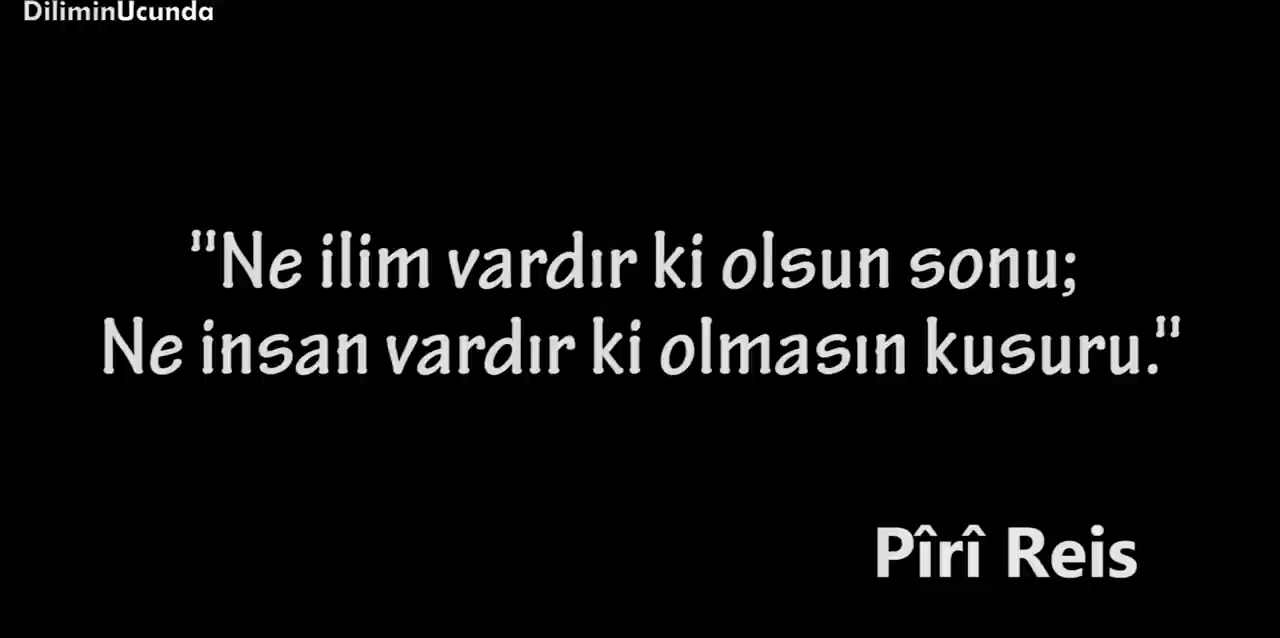 DiliminUcunda
"Ne ilim vardır ki olsun sonu;
Ne insan vardır ki olmasın kusuru."
Pîrî Reis